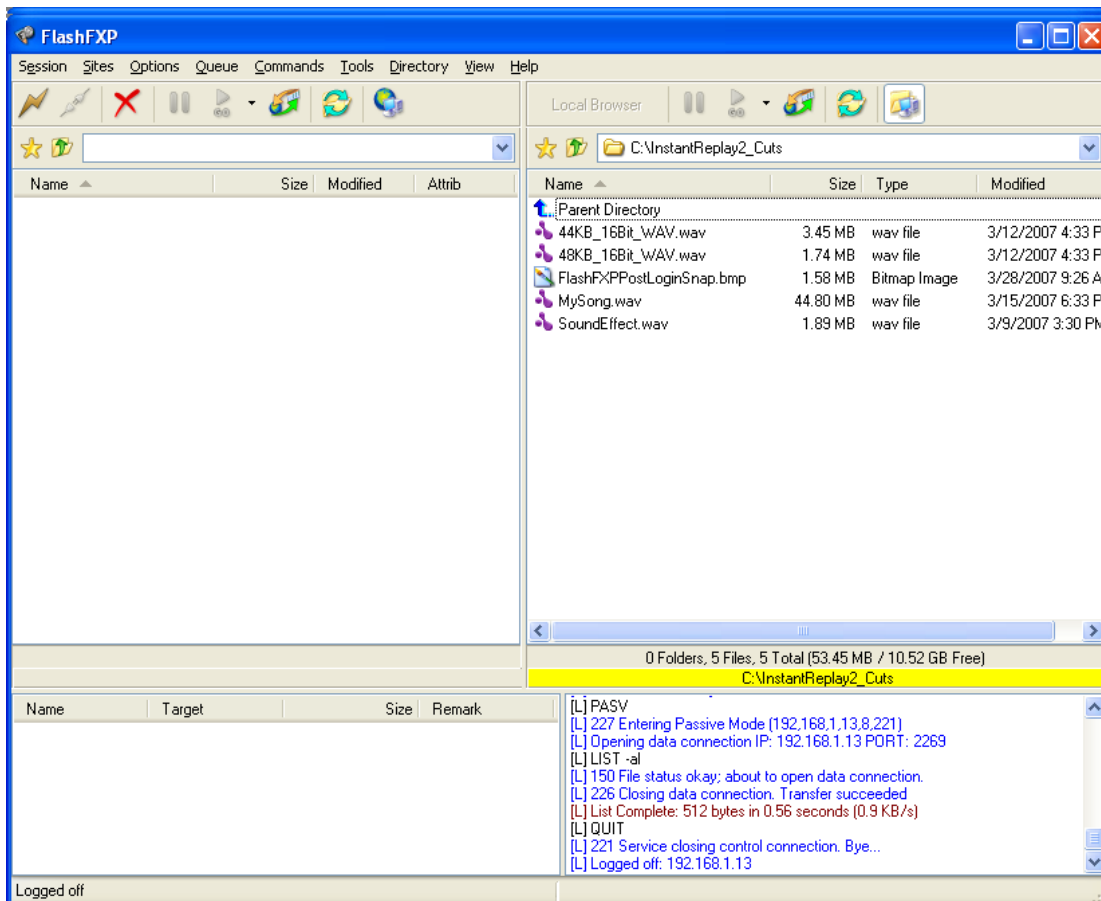 FlashFXP
Session Sites Options Queue Commands Tools Directory View Help
Local Browser
C:\InstantReplay2_Cuts
Name Size Modified Attrib
Name Size Type Modified
Parent Directory
44KB_16Bit_WAV.wav 3.45 MB wav file 3/12/2007 4:33 P
48KB_16Bit_WAV.wav 1.74 MB wav file 3/12/2007 4:33 P
FlashFXPPostLoginSnap.bmp 1.58 MB Bitmap Image 3/28/2007 9:26 A
MySong.wav 44.80 MB wav file 3/15/2007 6:33 P
SoundEffect.wav 1.89 MB wav file 3/9/2007 3:30 PM
0 Folders, 5 Files, 5 Total (53.45 MB / 10.52 GB Free)
C:\InstantReplay2_Cuts
Name Target Size Remark
[L] PASV
[L] 227 Entering Passive Mode (192,168,1,13,8,221)
[L] Opening data connection IP: 192.168.1.13 PORT: 2269
[L] LIST -al
[L] 150 File status okay; about to open data connection.
[L] 226 Closing data connection. Transfer succeeded
[L] List Complete: 512 bytes in 0.56 seconds (0.9 KB/s)
[L] QUIT
[L] 221 Service closing control connection. Bye...
[L] Logged off: 192.168.1.13
Logged off